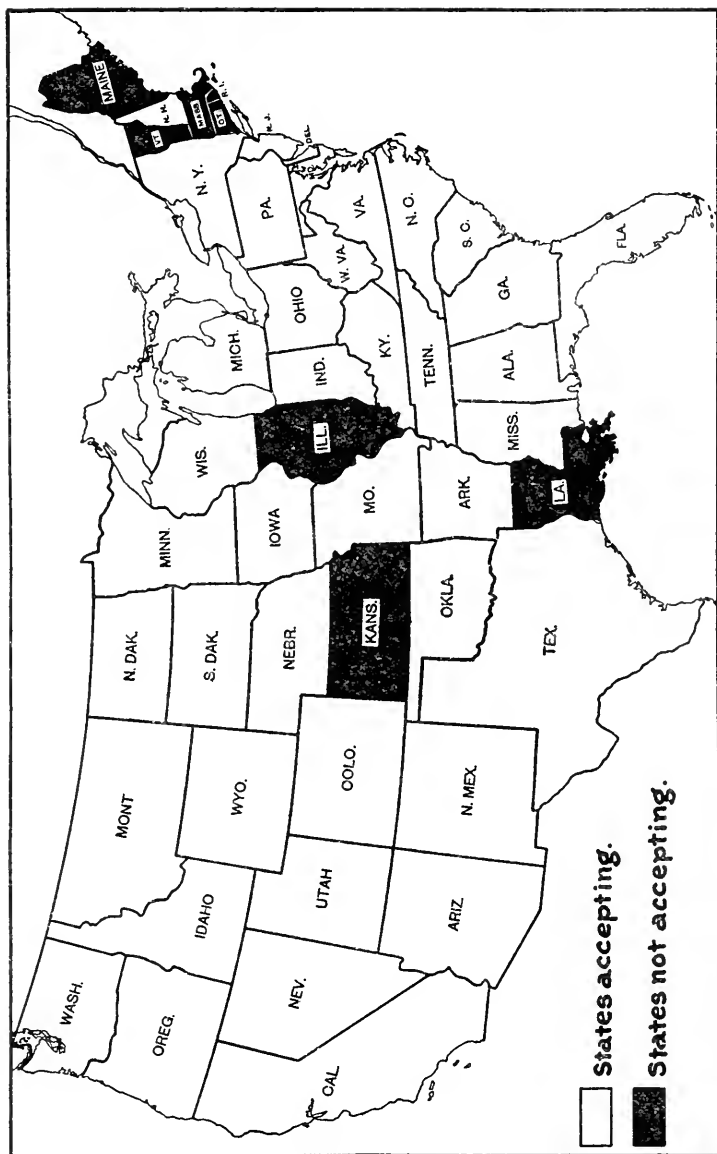 WASH.
OREG.
CAL
NEV.
IDAHO
MONT
WYO.
UTAH
ARIZ
COLO.
N. MEX.
N. DAK.
S. DAK.
NEBR.
KANS.
OKLA.
TEX.
MINN.
IOWA
MO.
ARK.
LA.
WIS.
ILL.
MICH.
IND.
OHIO
KY.
TENN.
MISS.
ALA.
GA.
FLA.
S. C.
N. C.
VA.
W. VA.
PA.
N. Y.
N. J.
DEL.
MD.
VT.
N. H.
MAINE
MASS
CT.
R. I.
States accepting.
States not accepting.